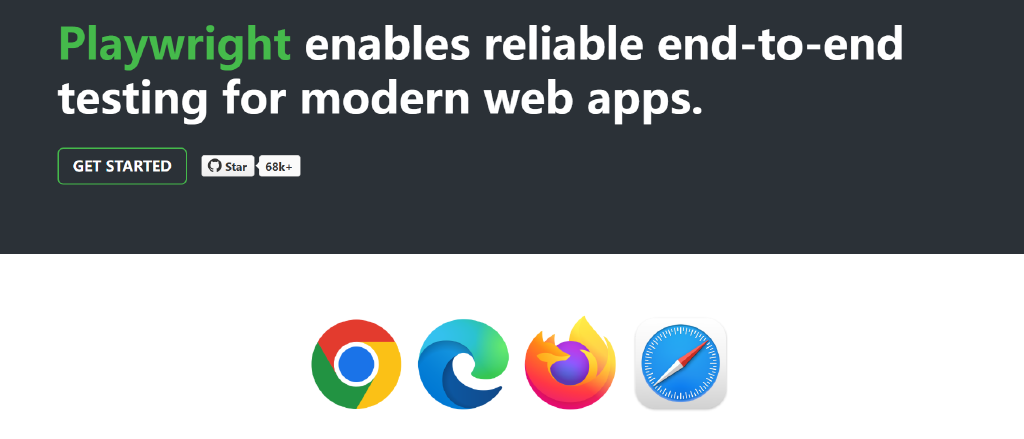 Playwright enables reliable end-to-end
testing for modern web apps.
GET STARTED
Star 68k+